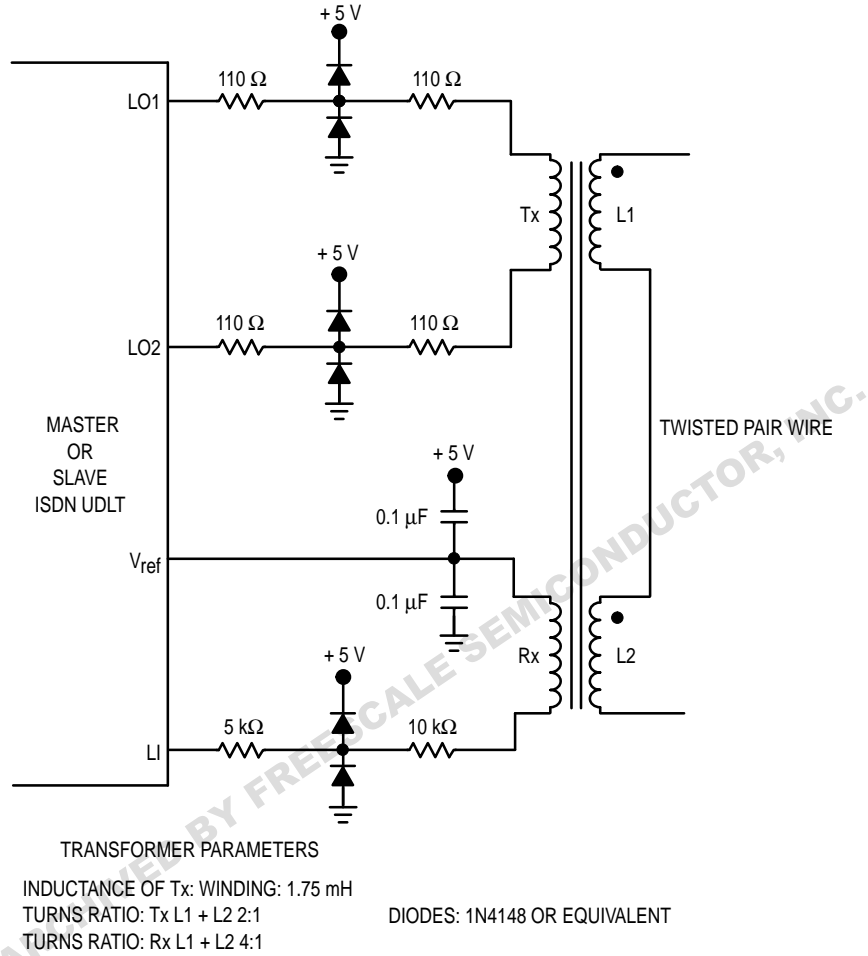 + 5 V
110 Ω
110 Ω
LO1
Tx
L1
+ 5 V
110 Ω
110 Ω
LO2
MASTER
OR
SLAVE
ISDN UDLT
TWISTED PAIR WIRE
+ 5 V
0.1 μF
Vref
0.1 μF
Rx
L2
+ 5 V
5 kΩ
10 kΩ
LI
TRANSFORMER PARAMETERS
INDUCTANCE OF Tx: WINDING: 1.75 mH
TURNS RATIO: Tx L1 + L2 2:1
TURNS RATIO: Rx L1 + L2 4:1
DIODES: 1N4148 OR EQUIVALENT
ARCHIVED BY FREESCALE SEMICONDUCTOR, INC.